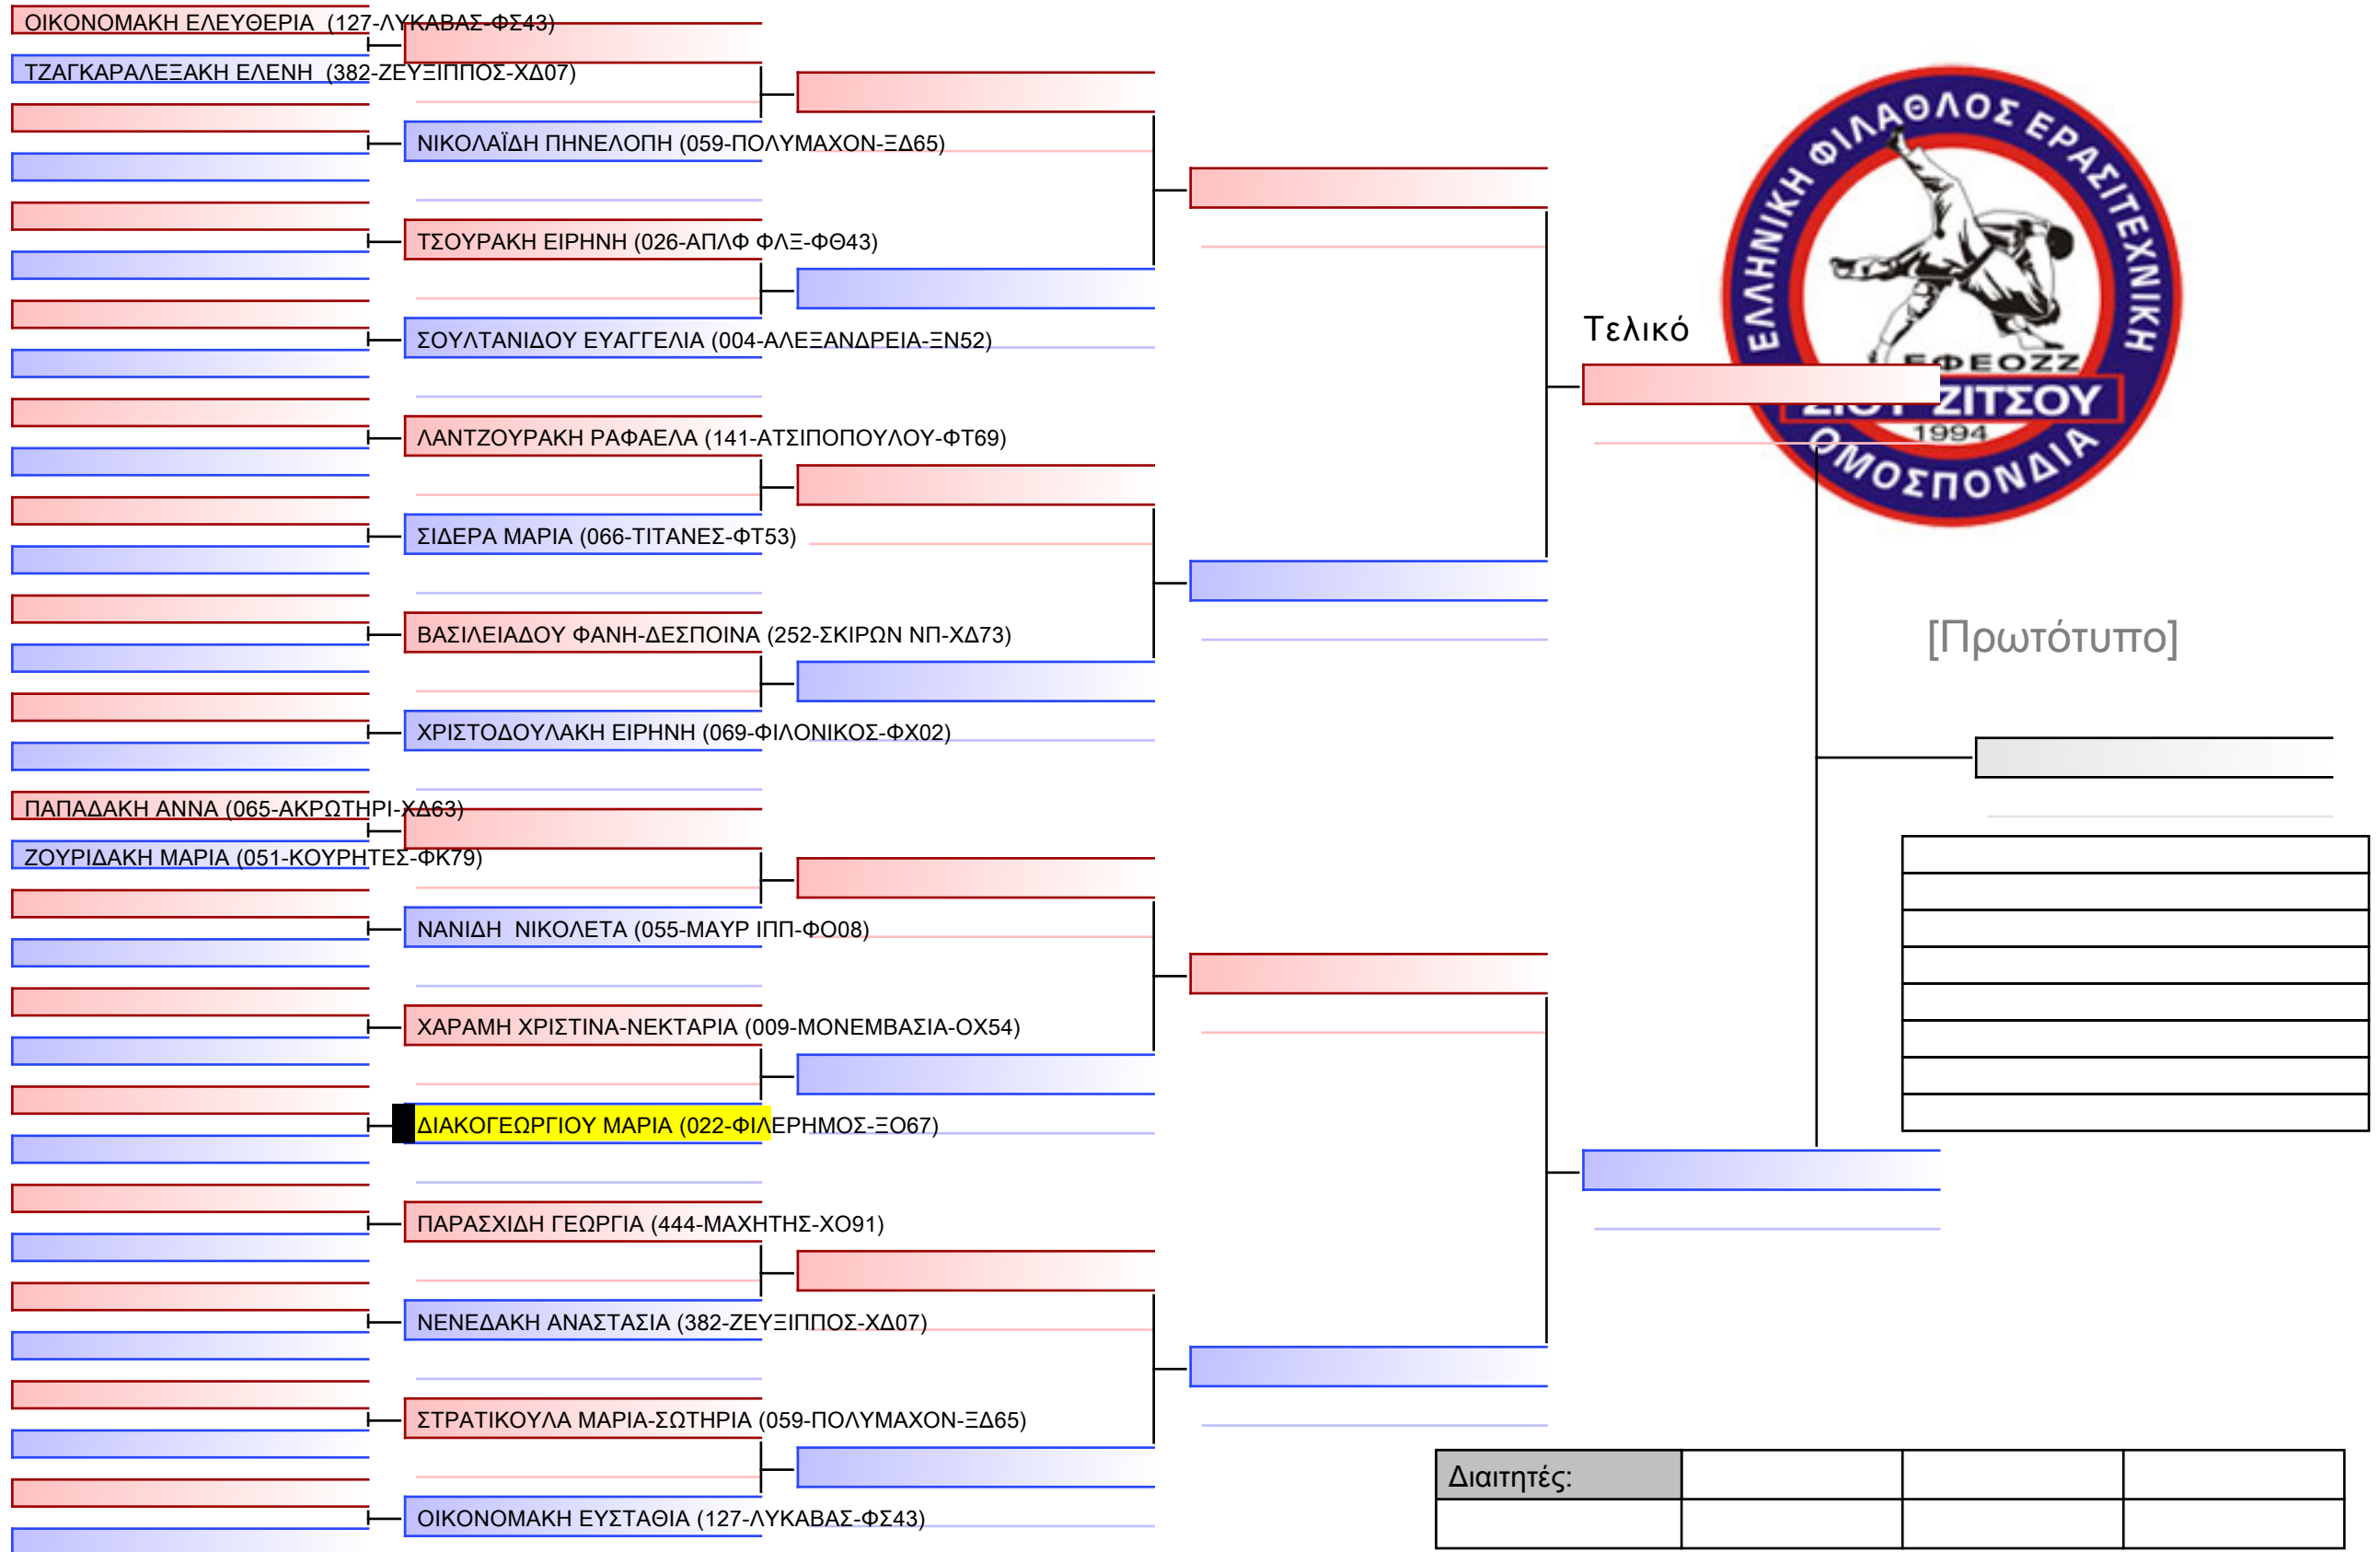 ΟΙΚΟΝΟΜΑΚΗ ΕΛΕΥΘΕΡΙΑ  (127-ΛΥΚΑΒΑΣ-ΦΣ43)
ΤΖΑΓΚΑΡΑΛΕΞΑΚΗ ΕΛΕΝΗ  (382-ΖΕΥΞΙΠΠΟΣ-ΧΔ07)
ΝΙΚΟΛΑΪΔΗ ΠΗΝΕΛΟΠΗ (059-ΠΟΛΥΜΑΧΟΝ-ΞΔ65)
ΤΣΟΥΡΑΚΗ ΕΙΡΗΝΗ (026-ΑΠΛΦ ΦΛΞ-ΦΘ43)
ΣΟΥΛΤΑΝΙΔΟΥ ΕΥΑΓΓΕΛΙΑ (004-ΑΛΕΞΑΝΔΡΕΙΑ-ΞΝ52)
ΛΑΝΤΖΟΥΡΑΚΗ ΡΑΦΑΕΛΑ (141-ΑΤΣΙΠΟΠΟΥΛΟΥ-ΦΤ69)
ΣΙΔΕΡΑ ΜΑΡΙΑ (066-ΤΙΤΑΝΕΣ-ΦΤ53)
ΒΑΣΙΛΕΙΑΔΟΥ ΦΑΝΗ-ΔΕΣΠΟΙΝΑ (252-ΣΚΙΡΩΝ ΝΠ-ΧΔ73)
ΧΡΙΣΤΟΔΟΥΛΑΚΗ ΕΙΡΗΝΗ (069-ΦΙΛΟΝΙΚΟΣ-ΦΧ02)
ΠΑΠΑΔΑΚΗ ΑΝΝΑ (065-ΑΚΡΩΤΗΡΙ-ΧΔ63)
ΖΟΥΡΙΔΑΚΗ ΜΑΡΙΑ (051-ΚΟΥΡΗΤΕΣ-ΦΚ79)
ΝΑΝΙΔΗ  ΝΙΚΟΛΕΤΑ (055-ΜΑΥΡ ΙΠΠ-ΦΟ08)
ΧΑΡΑΜΗ ΧΡΙΣΤΙΝΑ-ΝΕΚΤΑΡΙΑ (009-ΜΟΝΕΜΒΑΣΙΑ-ΟΧ54)
ΔΙΑΚΟΓΕΩΡΓΙΟΥ ΜΑΡΙΑ (022-ΦΙΛΕΡΗΜΟΣ-ΞΟ67)
ΠΑΡΑΣΧΙΔΗ ΓΕΩΡΓΙΑ (444-ΜΑΧΗΤΗΣ-ΧΟ91)
ΝΕΝΕΔΑΚΗ ΑΝΑΣΤΑΣΙΑ (382-ΖΕΥΞΙΠΠΟΣ-ΧΔ07)
ΣΤΡΑΤΙΚΟΥΛΑ ΜΑΡΙΑ-ΣΩΤΗΡΙΑ (059-ΠΟΛΥΜΑΧΟΝ-ΞΔ65)
ΟΙΚΟΝΟΜΑΚΗ ΕΥΣΤΑΘΙΑ (127-ΛΥΚΑΒΑΣ-ΦΣ43)
Τελικό
ΕΛΛΗΝΙΚΗ ΦΙΛΑΘΛΟΣ ΕΡΑΣΙΤΕΧΝΙΚΗ
ΕΦΕΟΖΖ
ΖΙΟΥ ΖΙΤΣΟΥ
1994
ΟΜΟΣΠΟΝΔΙΑ
[Πρωτότυπο]
Διαιτητές: